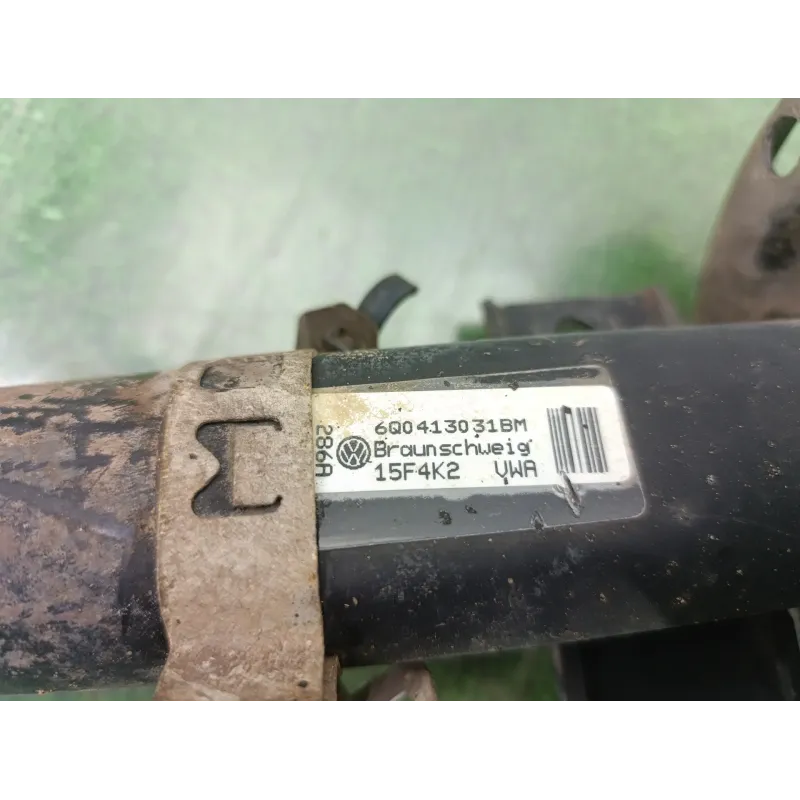 6Q0413031BM
Braunschweig
15F4K2 VWA
286A